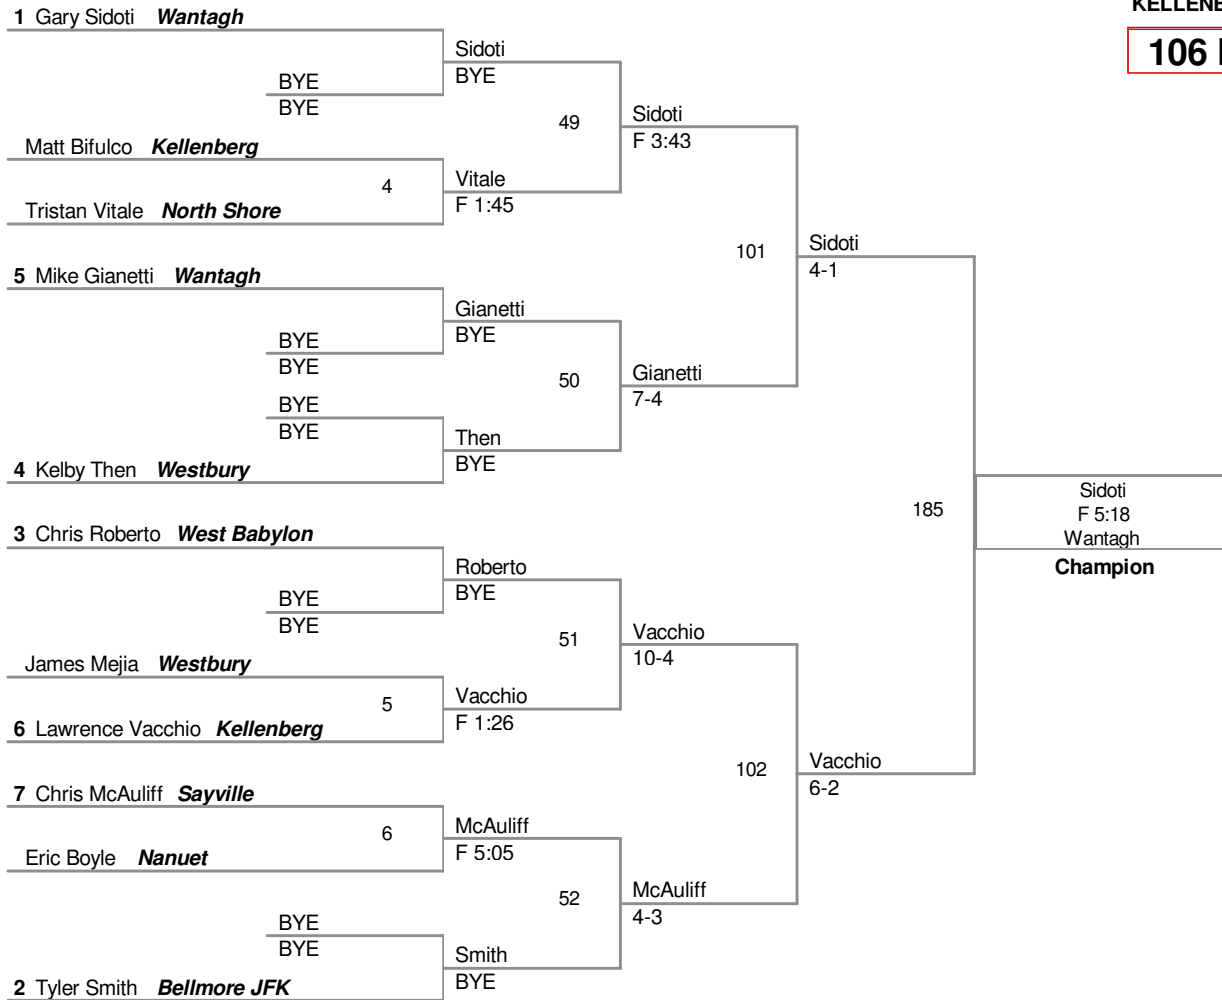 1 Gary Sidoti Wantagh
Sidoti
BYE
BYE
BYE
49
Sidoti
F 3:43
Matt Bifulco Kellenberg
4
Vitale
F 1:45
Tristan Vitale North Shore
101
Sidoti
4-1
5 Mike Gianetti Wantagh
Gianetti
BYE
BYE
BYE
50
Gianetti
7-4
BYE
BYE
Then
BYE
4 Kelby Then Westbury
185
Sidoti
F 5:18
Wantagh
Champion
3 Chris Roberto West Babylon
Roberto
BYE
BYE
BYE
51
Vacchio
10-4
James Mejia Westbury
5
Vacchio
F 1:26
6 Lawrence Vacchio Kellenberg
102
Vacchio
6-2
7 Chris McAuliff Sayville
6
McAuliff
F 5:05
Eric Boyle Nanuet
52
McAuliff
4-3
BYE
BYE
Smith
BYE
2 Tyler Smith Bellmore JFK
106